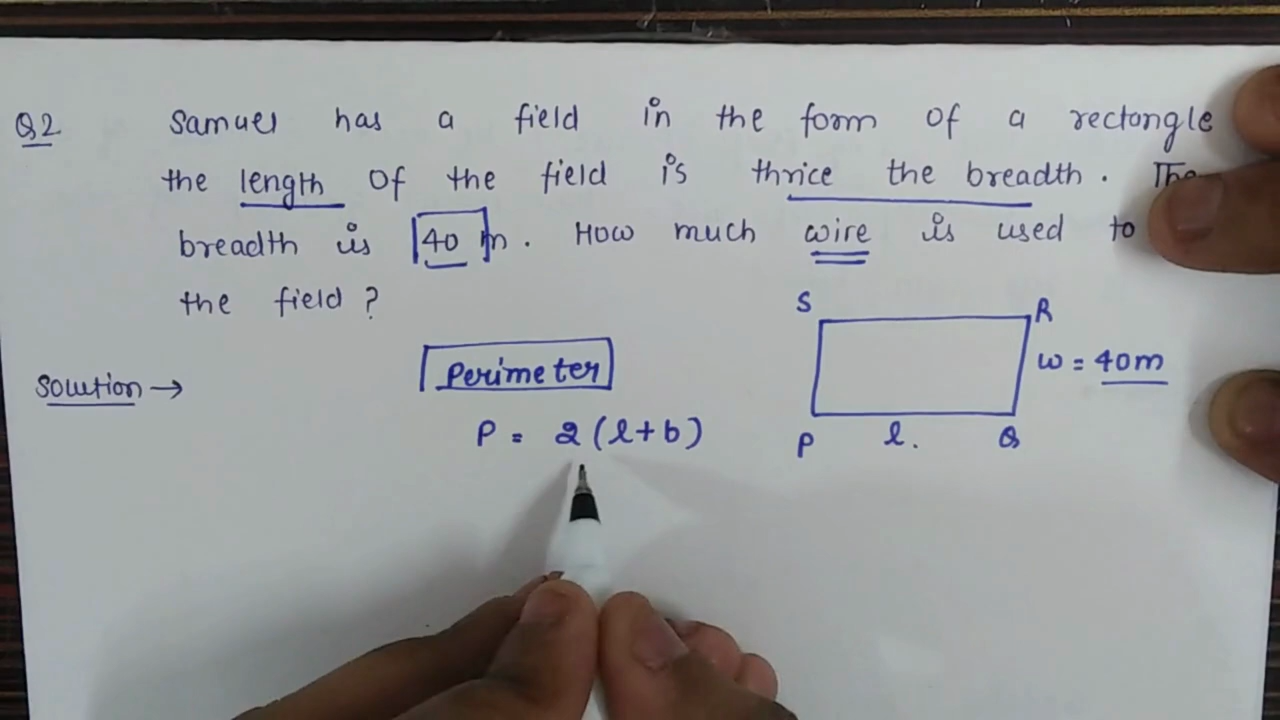 Q2 Samuel has a field in the form of a rectangle
the length of the field is thrice the breadth. The
breadth is 40 m. How much wire is used to
the field?
S R
Solution → Perimeter w = 40m
P = 2 (l+b)
P l. Q